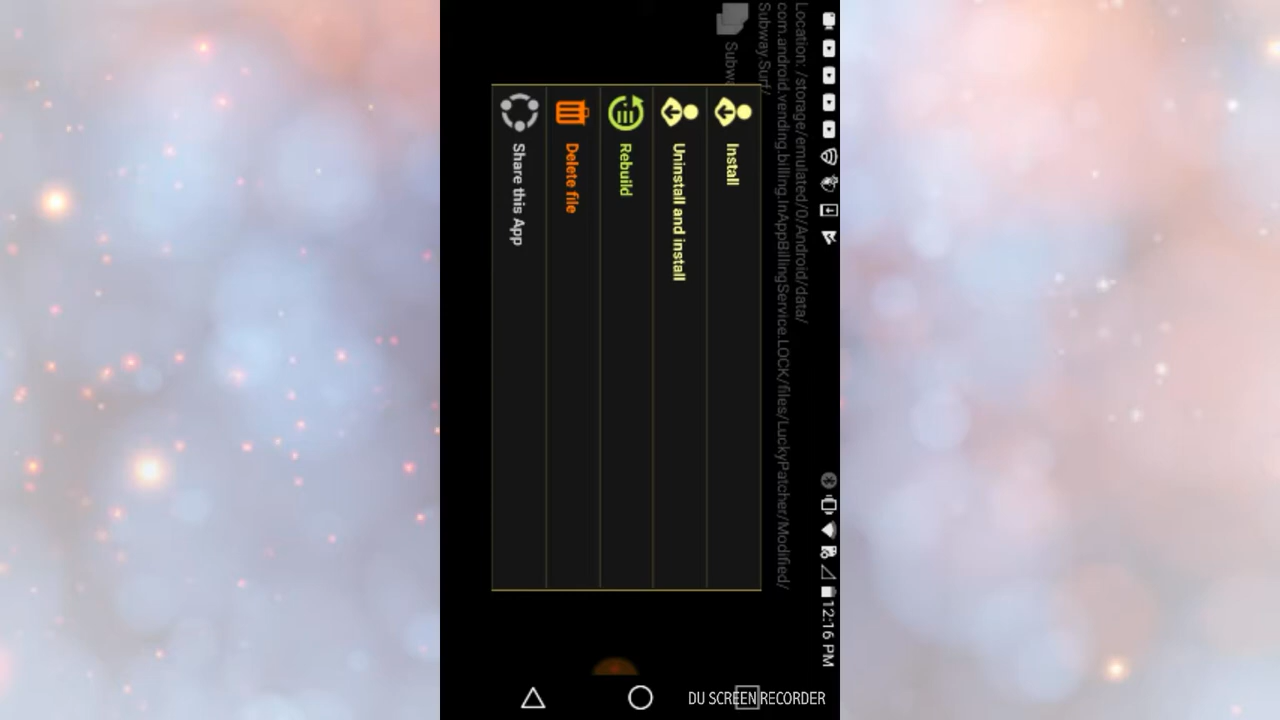 12:16 PM
Location: /storage/emulated/0/Android/data/
com.android.vending.billing.InAppBillingService.LOCK/files/LuckyPatcher/Modified/
Subway.Surf/
Subw
Install
Uninstall and install
Rebuild
Delete file
Share this App
DU SCREEN RECORDER